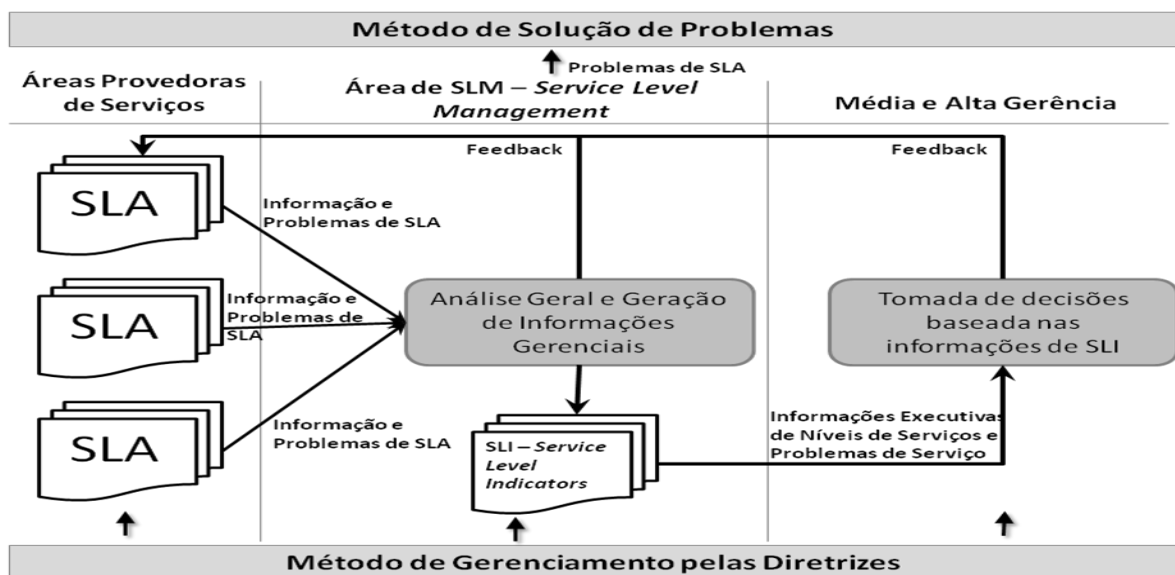 Método de Solução de Problemas
Problemas de SLA
Áreas Provedoras
de Serviços
Área de SLM – Service Level
Management
Média e Alta Gerência
Feedback
Feedback
SLA
Informação e
Problemas de SLA
SLA
Informação e
Problemas de
SLA
SLA
Informação e
Problemas de SLA
Análise Geral e Geração
de Informações
Gerenciais
Tomada de decisões
baseada nas
informações de SLI
SLI – Service
Level
Indicators
Informações Executivas
de Níveis de Serviços e
Problemas de Serviço
Método de Gerenciamento pelas Diretrizes